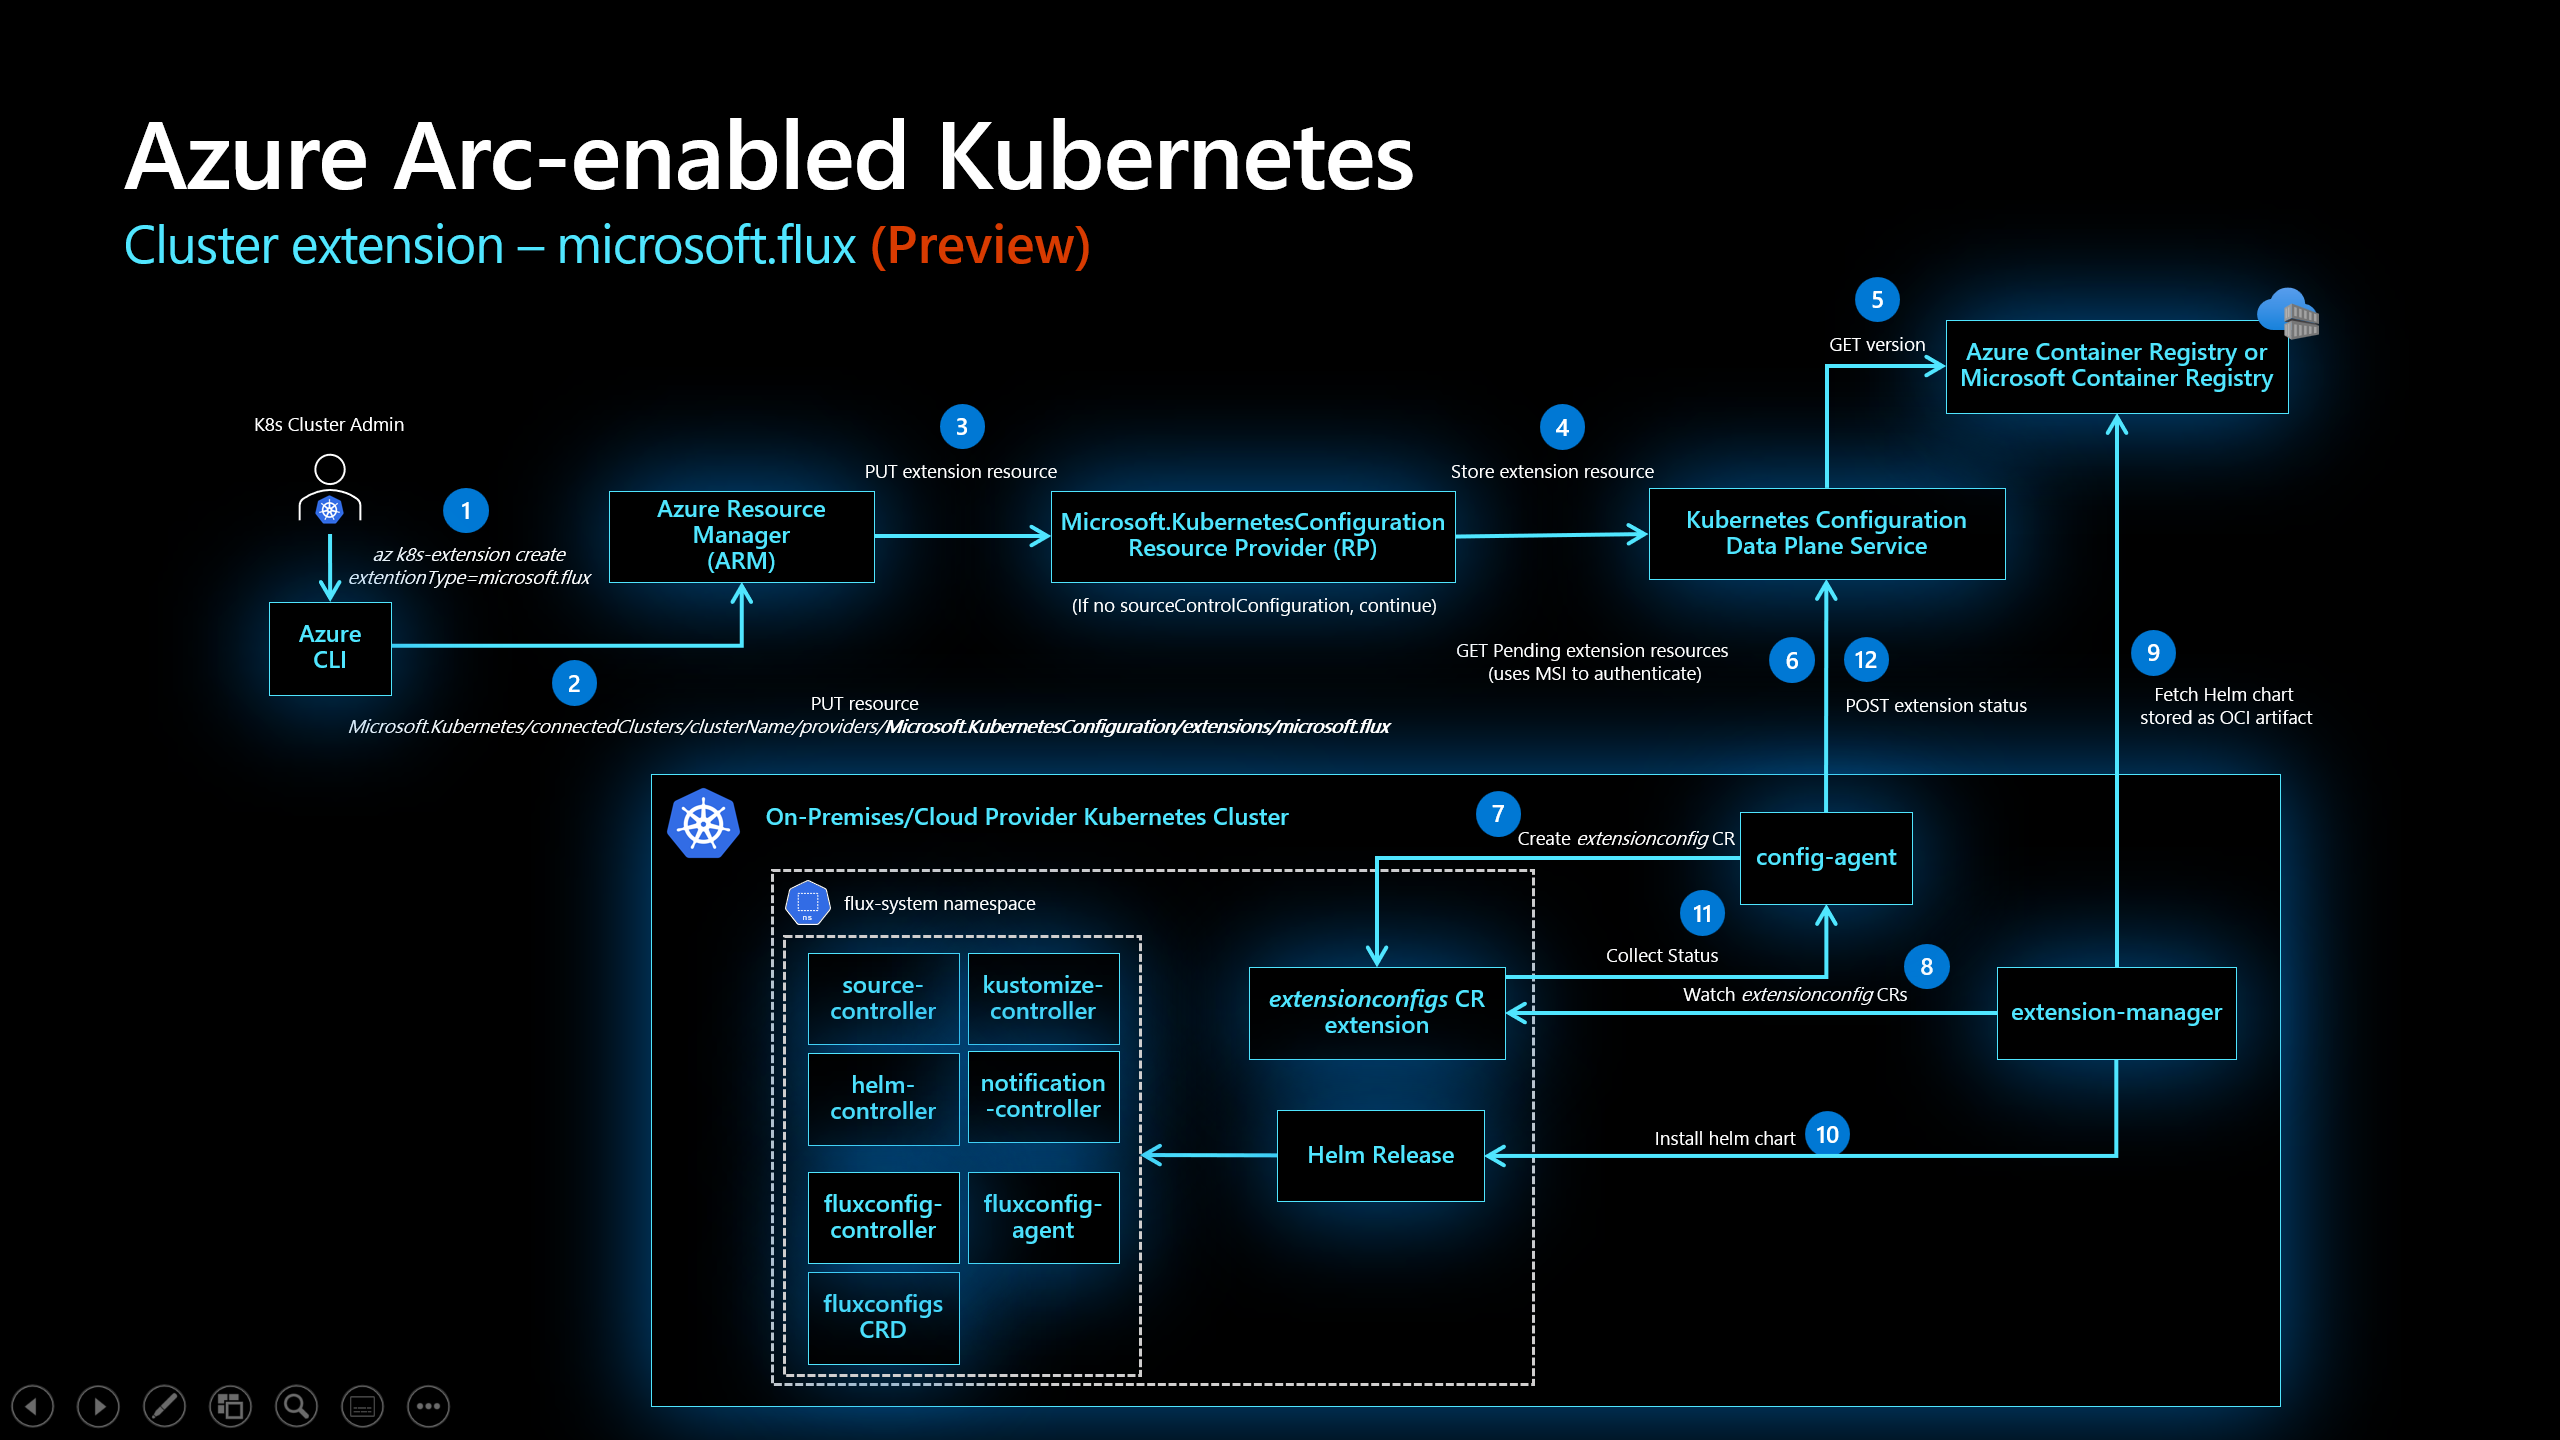 Azure Arc-enabled Kubernetes
Cluster extension – microsoft.flux (Preview)
5
GET version
Azure Container Registry or
Microsoft Container Registry
K8s Cluster Admin
1
az k8s-extension create
extentionType=microsoft.flux
Azure
CLI
2
PUT resource
Microsoft.Kubernetes/connectedClusters/clusterName/providers/Microsoft.KubernetesConfiguration/extensions/microsoft.flux
Azure Resource
Manager
(ARM)
3
PUT extension resource
Microsoft.KubernetesConfiguration
Resource Provider (RP)
(If no sourceControlConfiguration, continue)
4
Store extension resource
Kubernetes Configuration
Data Plane Service
GET Pending extension resources
(uses MSI to authenticate)
6
12
POST extension status
9
Fetch Helm chart
stored as OCI artifact
On-Premises/Cloud Provider Kubernetes Cluster
7
Create extensionconfig CR
config-agent
ns
flux-system namespace
11
Collect Status
8
Watch extensionconfig CRs
extensionconfigs CR
extension
extension-manager
source-
controller
kustomize-
controller
helm-
controller
notification
-controller
Helm Release
Install helm chart
10
fluxconfig-
controller
fluxconfig-
agent
fluxconfigs
CRD